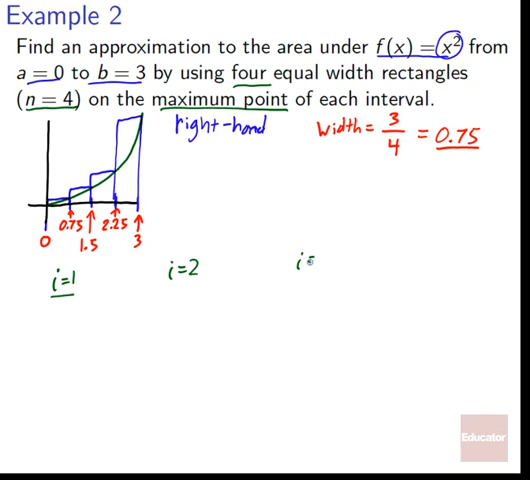 Example 2
Find an approximation to the area under f(x) = x² from
a = 0 to b = 3 by using four equal width rectangles
(n = 4) on the maximum point of each interval.
right-hand
width = 3/4 = 0.75
0 0.75 1.5 2.25 3
i=1 i=2 i=
Educator